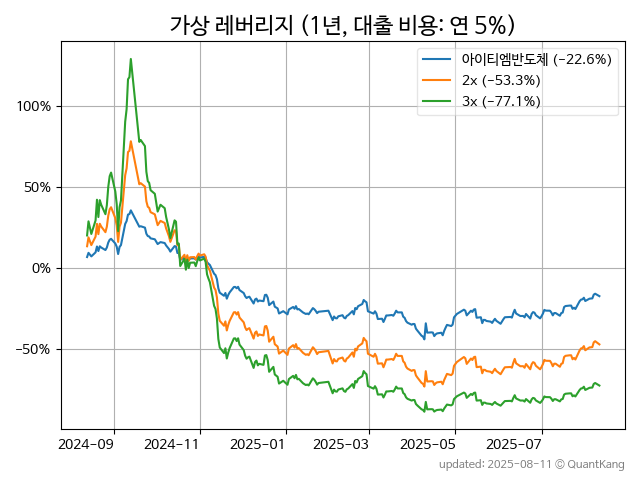 가상 레버리지 (1년, 대출 비용: 연 5%)
아이티엠반도체 (-22.6%)
2x (-53.3%)
3x (-77.1%)
100%
50%
0%
-50%
2024-09
2024-11
2025-01
2025-03
2025-05
2025-07
updated: 2025-08-11 © QuantKang